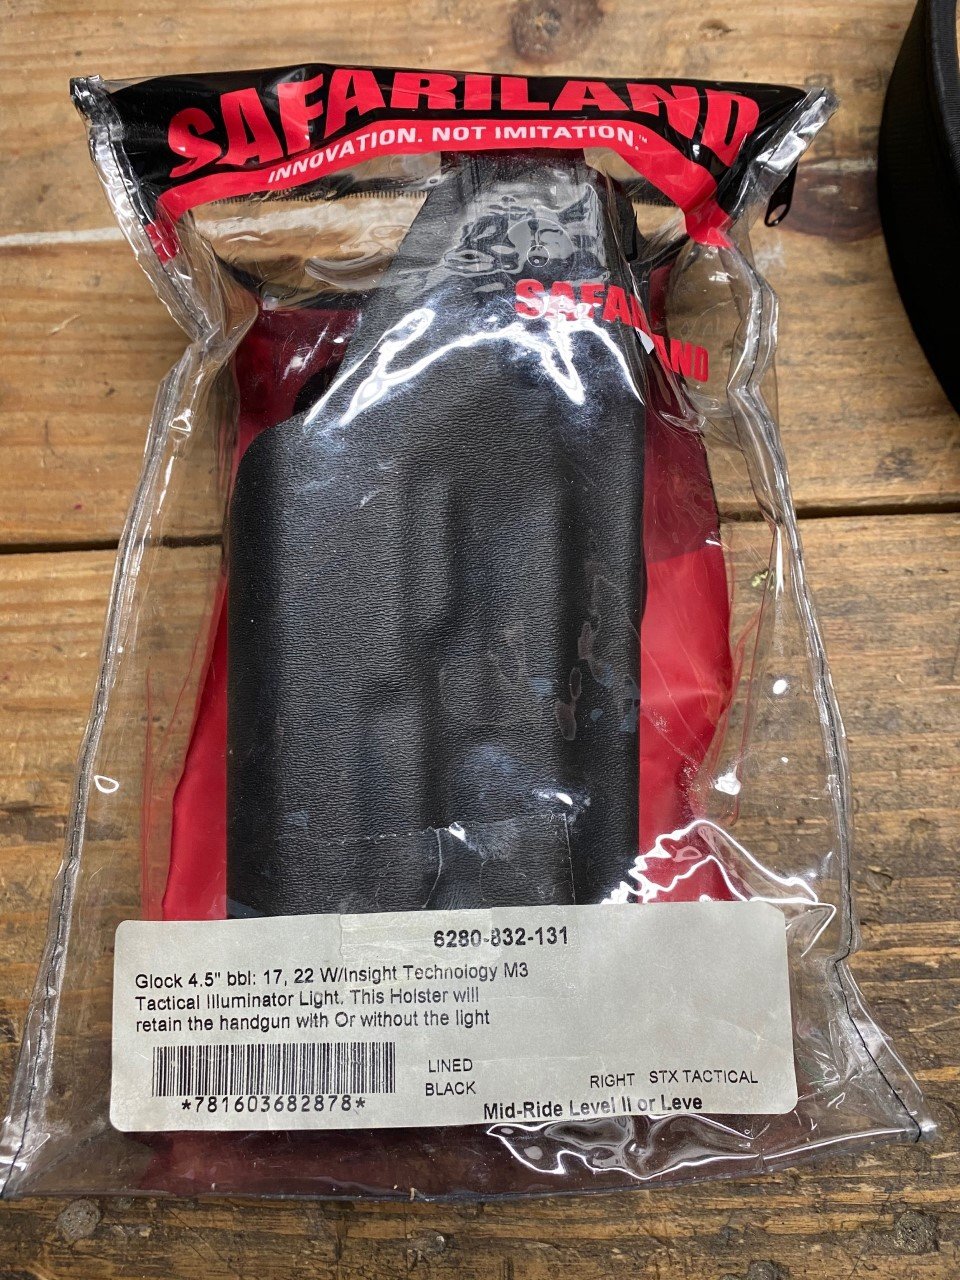 SAFARILAND
INNOVATION. NOT IMITATION.™
SAFARILAND
6280-832-131
Glock 4.5" bbl: 17, 22 W/Insight Technology M3
Tactical Illuminator Light. This Holster will
retain the handgun with Or without the light
LINED
BLACK
RIGHT STX TACTICAL
*781603682878*
Mid-Ride Level II or Leve